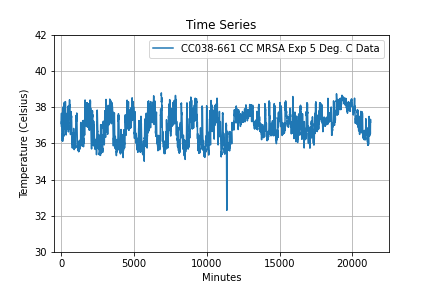 Time Series
CC038-661 CC MRSA Exp 5 Deg. C Data
42
40
38
36
34
32
30
Temperature (Celsius)
0 5000 10000 15000 20000
Minutes